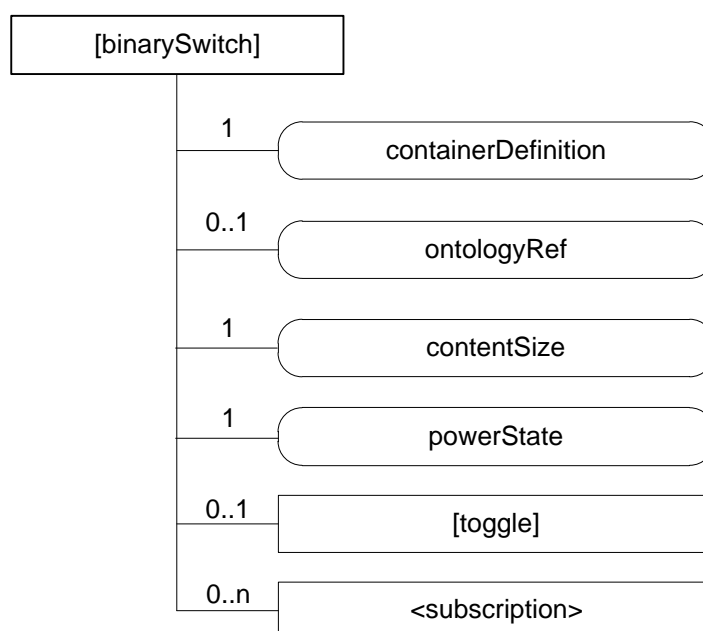 [binarySwitch]
1
containerDefinition
0..1
ontologyRef
1
contentSize
1
powerState
0..1
[toggle]
0..n
<subscription>